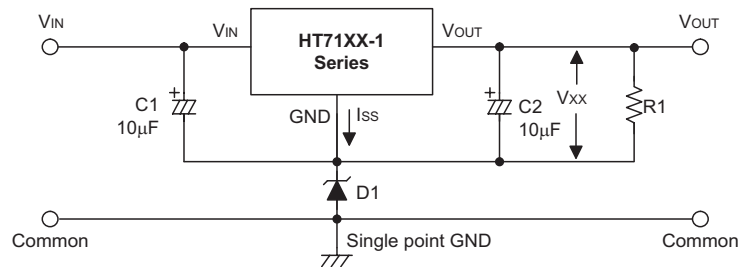 VIN
VIN
HT71XX-1
Series
VOUT
VOUT
C1
10μF
GND
ISS
C2
10μF
VXX
R1
D1
Common
Single point GND
Common